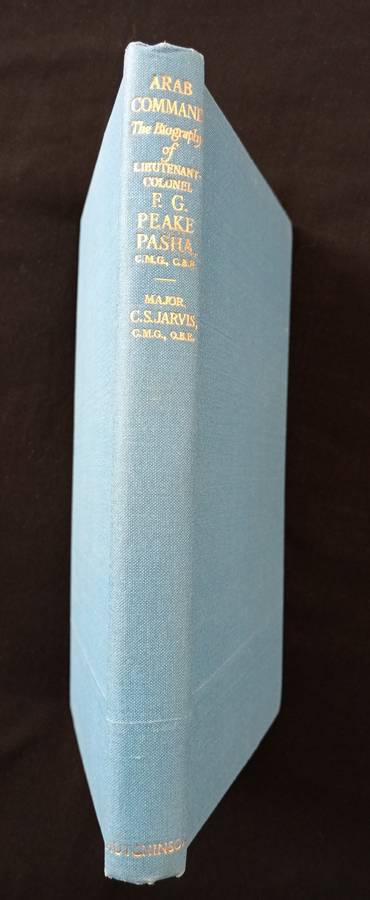 ARAB
COMMAND
The Biography
of
LIEUTENANT-
COLONEL
F. G.
PEAKE
PASHA,
C.M.G., C.B.E.
MAJOR
C.S. JARVIS,
C.M.G., O.B.E.
HUTCHINSON